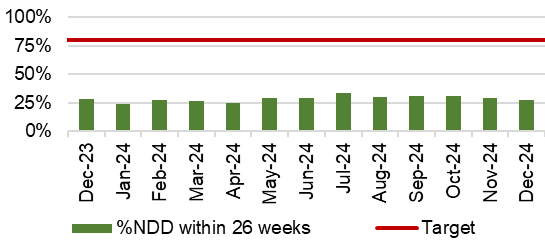 100%
75%
50%
25%
0%
Dec-23
Jan-24
Feb-24
Mar-24
Apr-24
May-24
Jun-24
Jul-24
Aug-24
Sep-24
Oct-24
Nov-24
Dec-24
%NDD within 26 weeks
Target